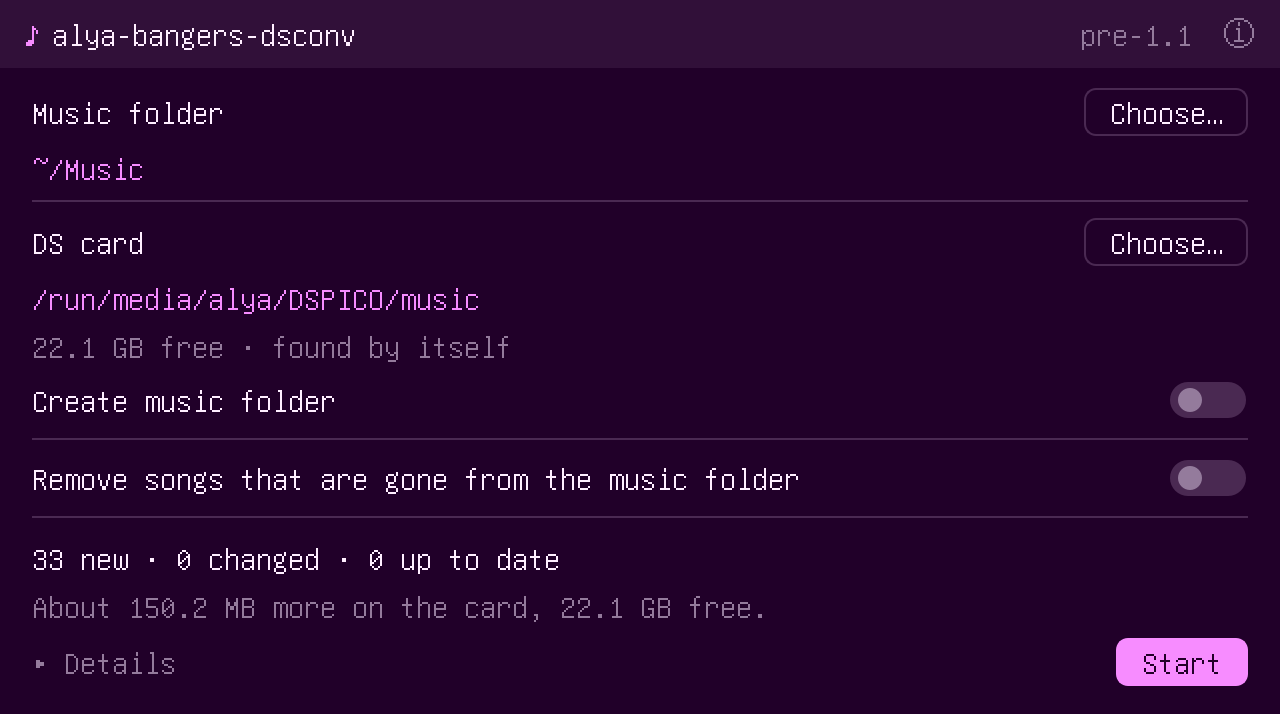 ♪ alya-bangers-dsconv pre-1.1 ⓘ
Music folder Choose…
~/Music
DS card Choose…
/run/media/alya/DSPICO/music
22.1 GB free · found by itself
Create music folder
Remove songs that are gone from the music folder
33 new · 0 changed · 0 up to date
About 150.2 MB more on the card, 22.1 GB free.
▸ Details Start